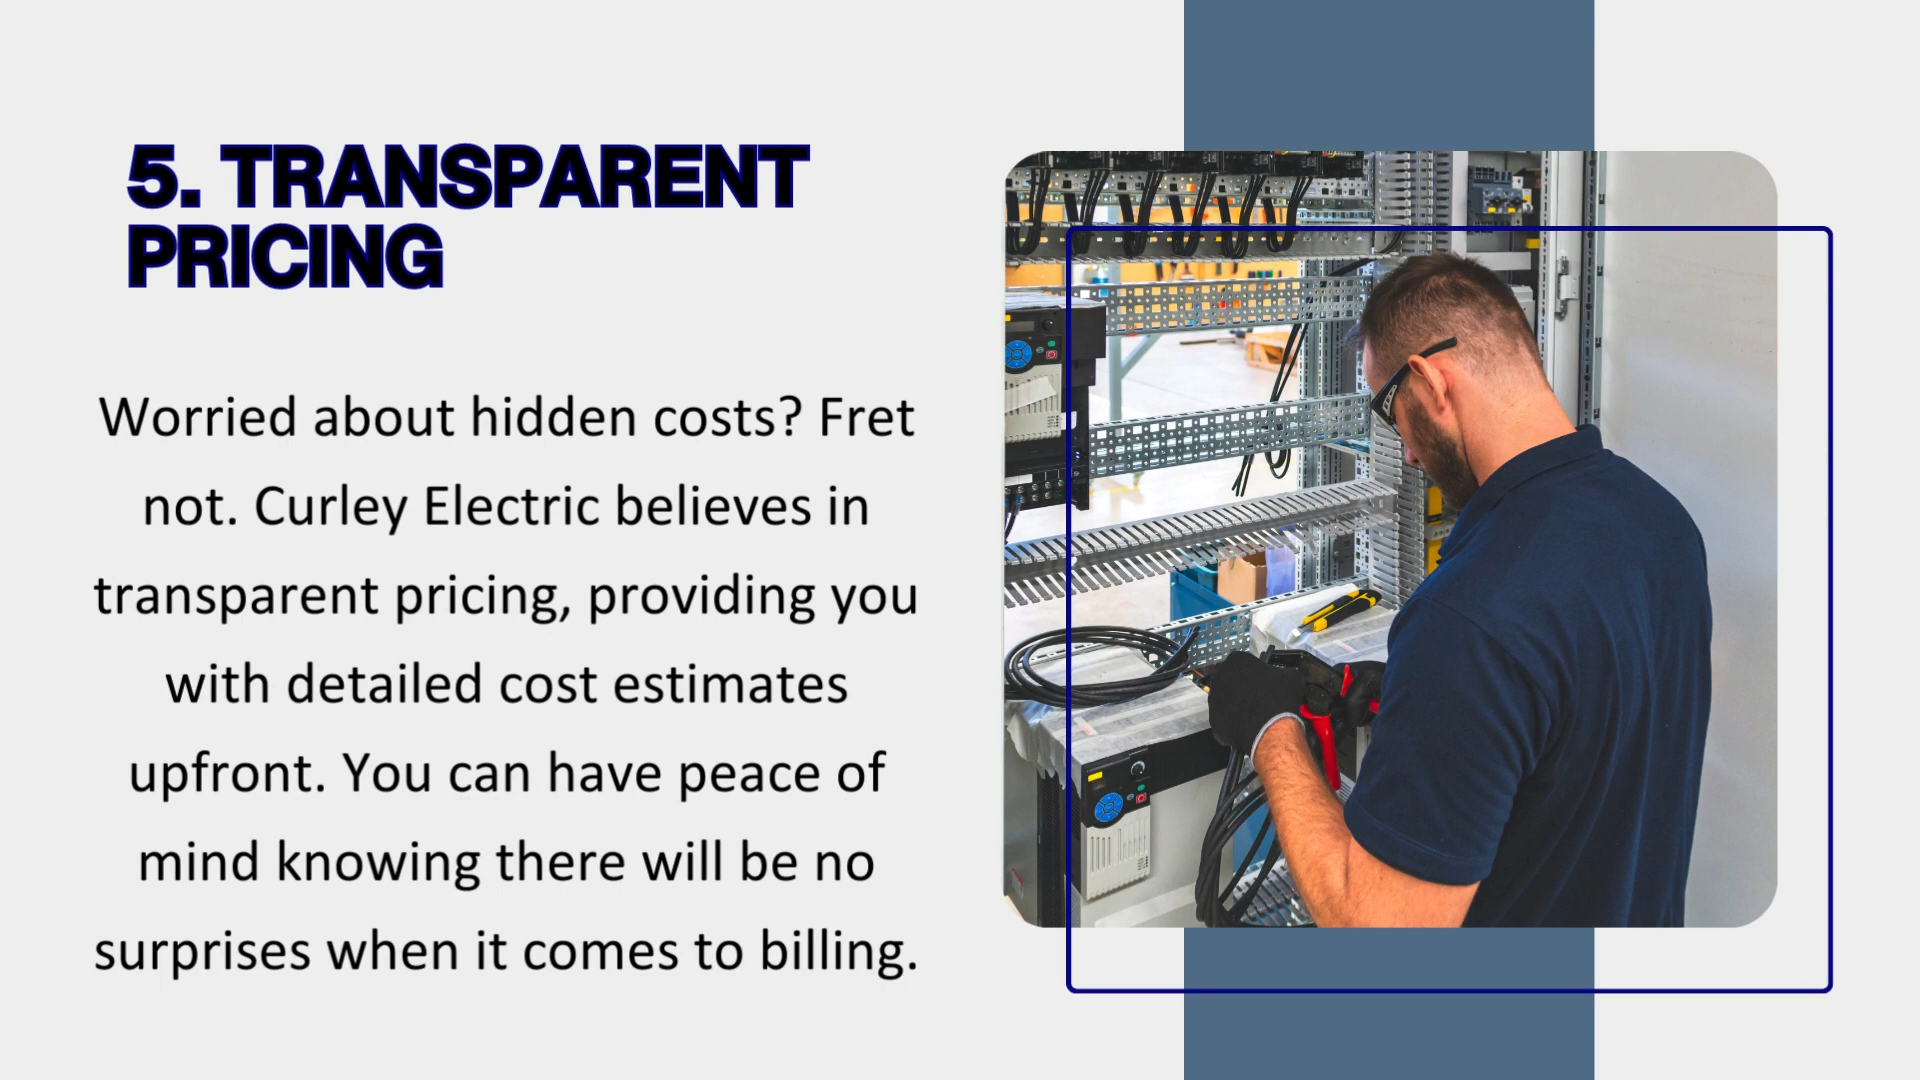 5. TRANSPARENT
PRICING
Worried about hidden costs? Fret
not. Curley Electric believes in
transparent pricing, providing you
with detailed cost estimates
upfront. You can have peace of
mind knowing there will be no
surprises when it comes to billing.